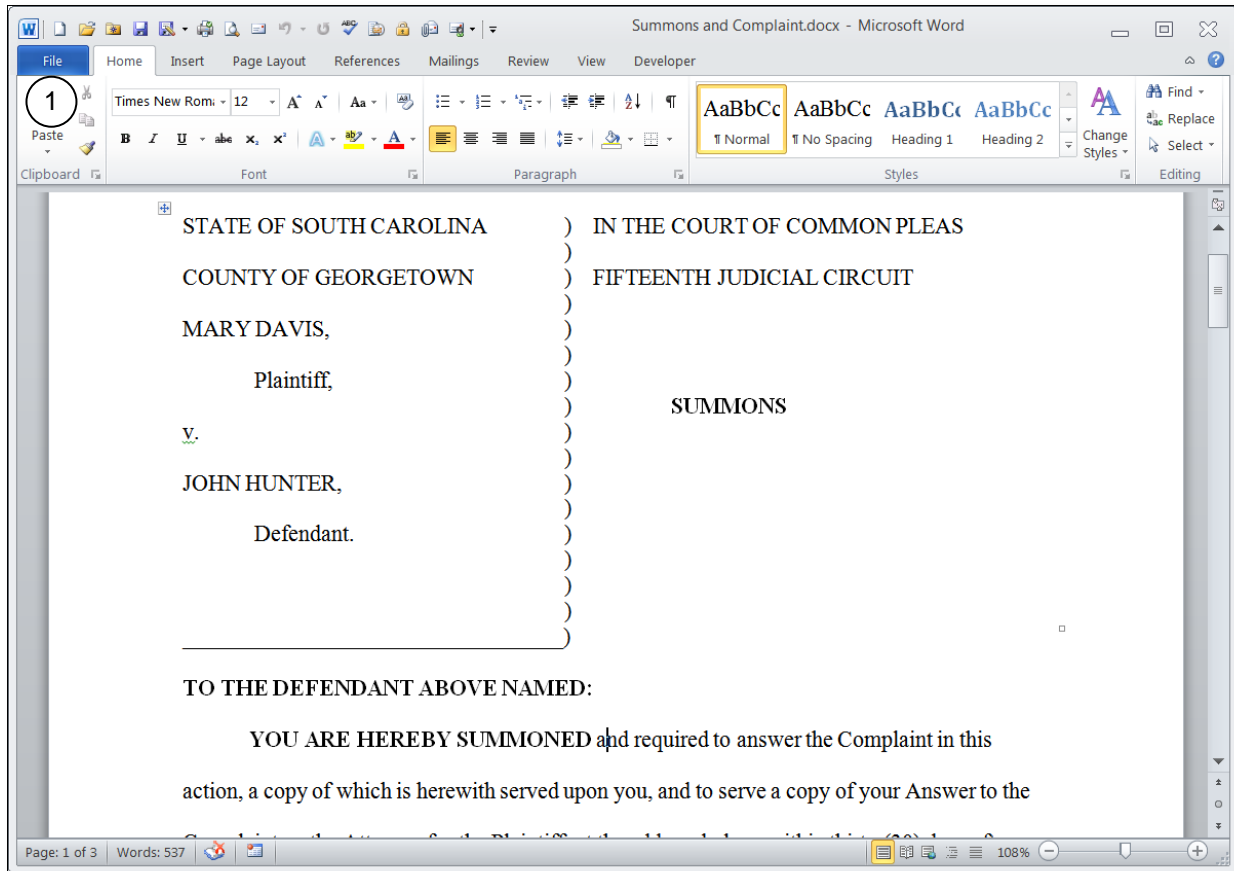 Summons and Complaint.docx - Microsoft Word
File Home Insert Page Layout References Mailings Review View Developer
1
Paste
Clipboard
Times New Roma 12
Font
Paragraph
AaBbCc AaBbCc AaBbCc AaBbCc
¶ Normal ¶ No Spacing Heading 1 Heading 2
Change Styles
Styles
Find
Replace
Select
Editing
STATE OF SOUTH CAROLINA ) IN THE COURT OF COMMON PLEAS
)
COUNTY OF GEORGETOWN ) FIFTEENTH JUDICIAL CIRCUIT
)
MARY DAVIS, )
)
Plaintiff, )
) SUMMONS
v. )
)
JOHN HUNTER, )
)
Defendant. )
)
)
)
)
TO THE DEFENDANT ABOVE NAMED:
YOU ARE HEREBY SUMMONED and required to answer the Complaint in this
action, a copy of which is herewith served upon you, and to serve a copy of your Answer to the
Page: 1 of 3 Words: 537 108%